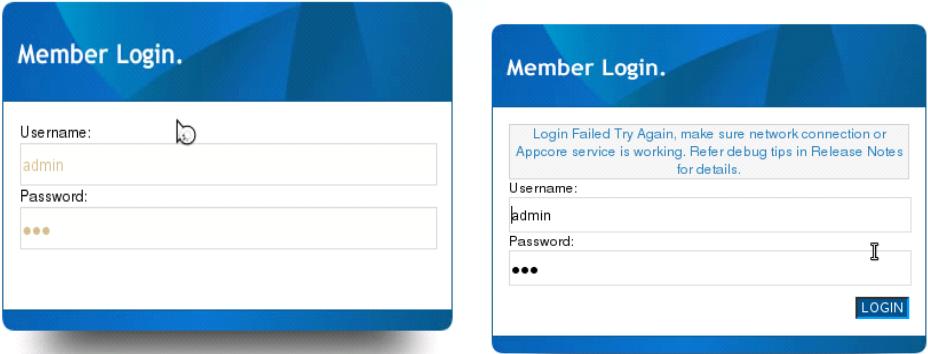 Member Login.
Username:
admin
Password:
●●●
Member Login.
Login Failed Try Again, make sure network connection or
Appcore service is working. Refer debug tips in Release Notes
for details.
Username:
admin
Password:
●●●
LOGIN